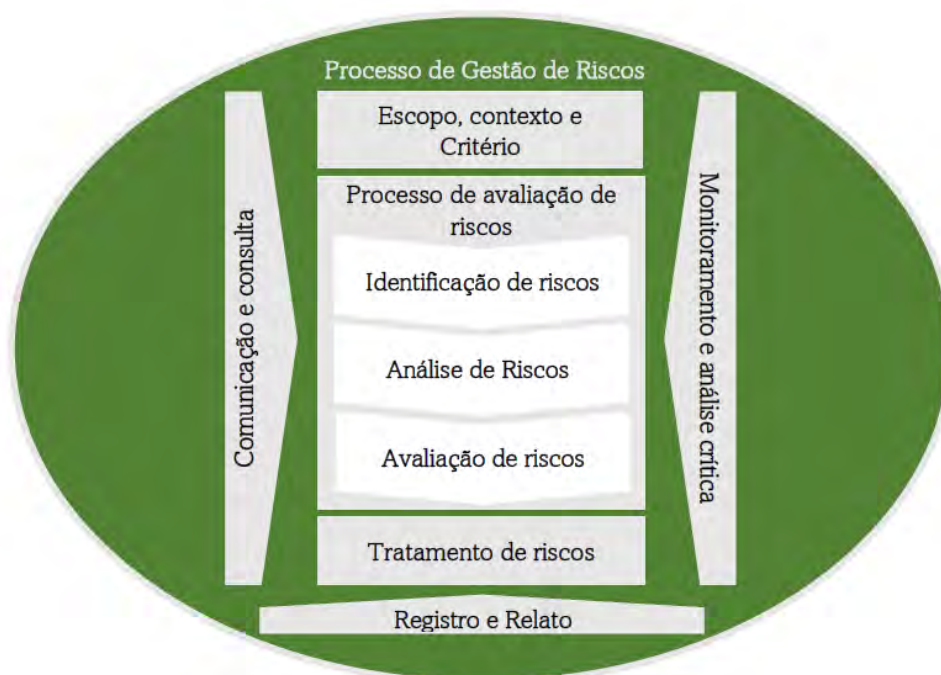 Processo de Gestão de Riscos
Escopo, contexto e
Critério
Comunicação e consulta
Processo de avaliação de
riscos
Identificação de riscos
Análise de Riscos
Avaliação de riscos
Monitoramento e análise crítica
Tratamento de riscos
Registro e Relato